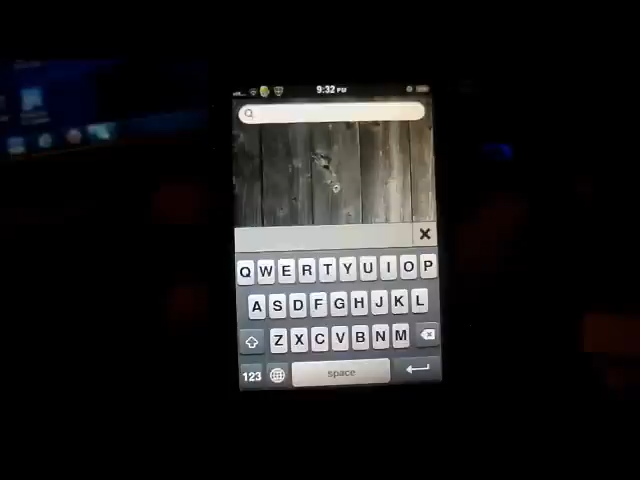 9:32 PM
Q W E R T Y U I O P
A S D F G H J K L
Z X C V B N M
123 space